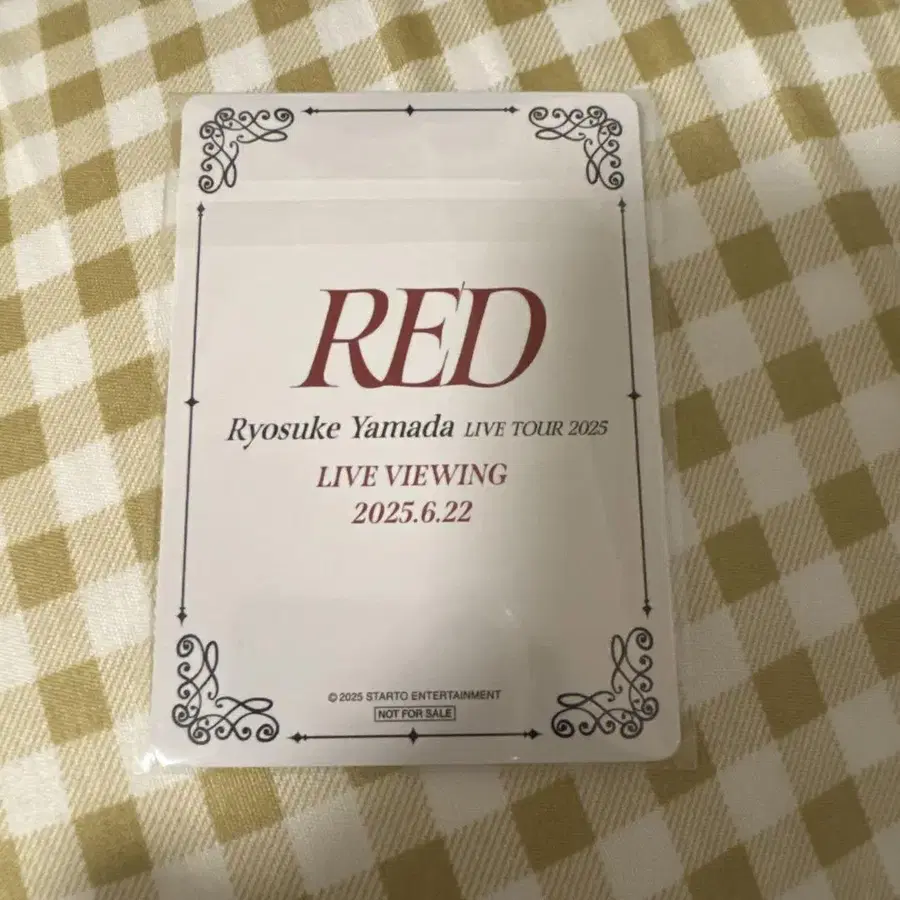 RED
Ryosuke Yamada LIVE TOUR 2025
LIVE VIEWING
2025.6.22
© 2025 STARTO ENTERTAINMENT
NOT FOR SALE